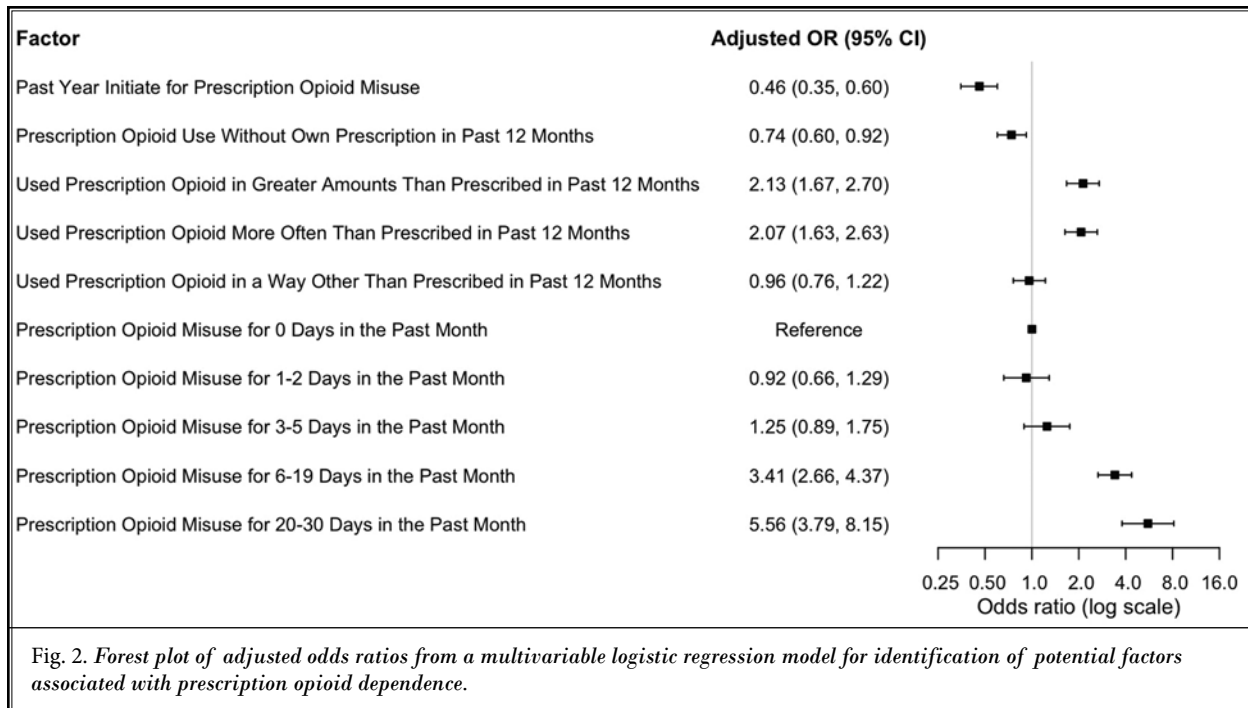 Factor Adjusted OR (95% CI)
Past Year Initiate for Prescription Opioid Misuse 0.46 (0.35, 0.60)
Prescription Opioid Use Without Own Prescription in Past 12 Months 0.74 (0.60, 0.92)
Used Prescription Opioid in Greater Amounts Than Prescribed in Past 12 Months 2.13 (1.67, 2.70)
Used Prescription Opioid More Often Than Prescribed in Past 12 Months 2.07 (1.63, 2.63)
Used Prescription Opioid in a Way Other Than Prescribed in Past 12 Months 0.96 (0.76, 1.22)
Prescription Opioid Misuse for 0 Days in the Past Month Reference
Prescription Opioid Misuse for 1-2 Days in the Past Month 0.92 (0.66, 1.29)
Prescription Opioid Misuse for 3-5 Days in the Past Month 1.25 (0.89, 1.75)
Prescription Opioid Misuse for 6-19 Days in the Past Month 3.41 (2.66, 4.37)
Prescription Opioid Misuse for 20-30 Days in the Past Month 5.56 (3.79, 8.15)
0.25 0.50 1.0 2.0 4.0 8.0 16.0
Odds ratio (log scale)
Fig. 2. Forest plot of adjusted odds ratios from a multivariable logistic regression model for identification of potential factors
associated with prescription opioid dependence.